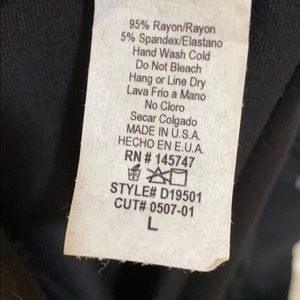 95% Rayon/Rayon
5% Spandex/Elastano
Hand Wash Cold
Do Not Bleach
Hang or Line Dry
Lava Frio a Mano
No Cloro
Secar Colgado
MADE IN U.S.A.
HECHO EN E.U.A.
RN # 145747
STYLE# D19501
CUT# 0507-01
L